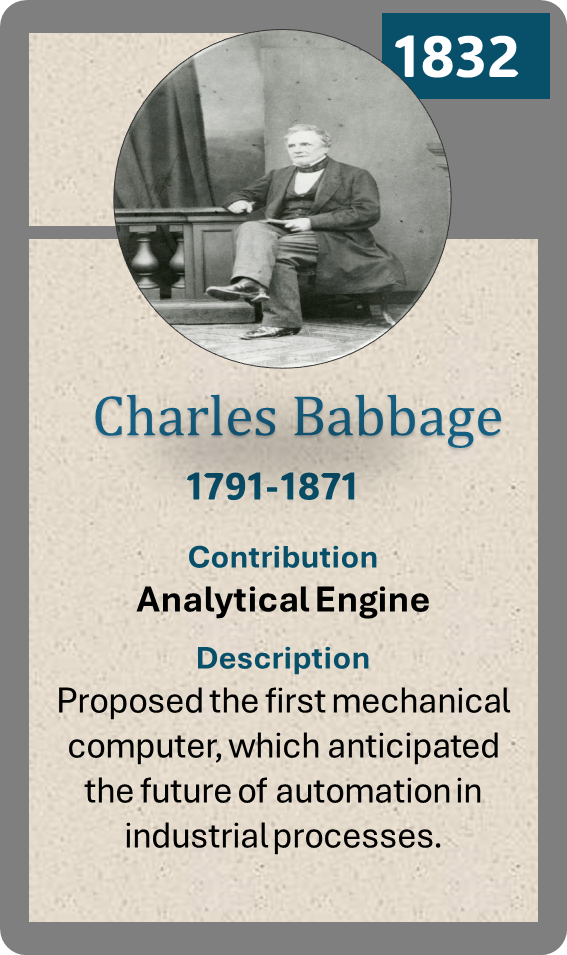 1832
Charles Babbage
1791-1871
Contribution
Analytical Engine
Description
Proposed the first mechanical
computer, which anticipated
the future of automation in
industrial processes.